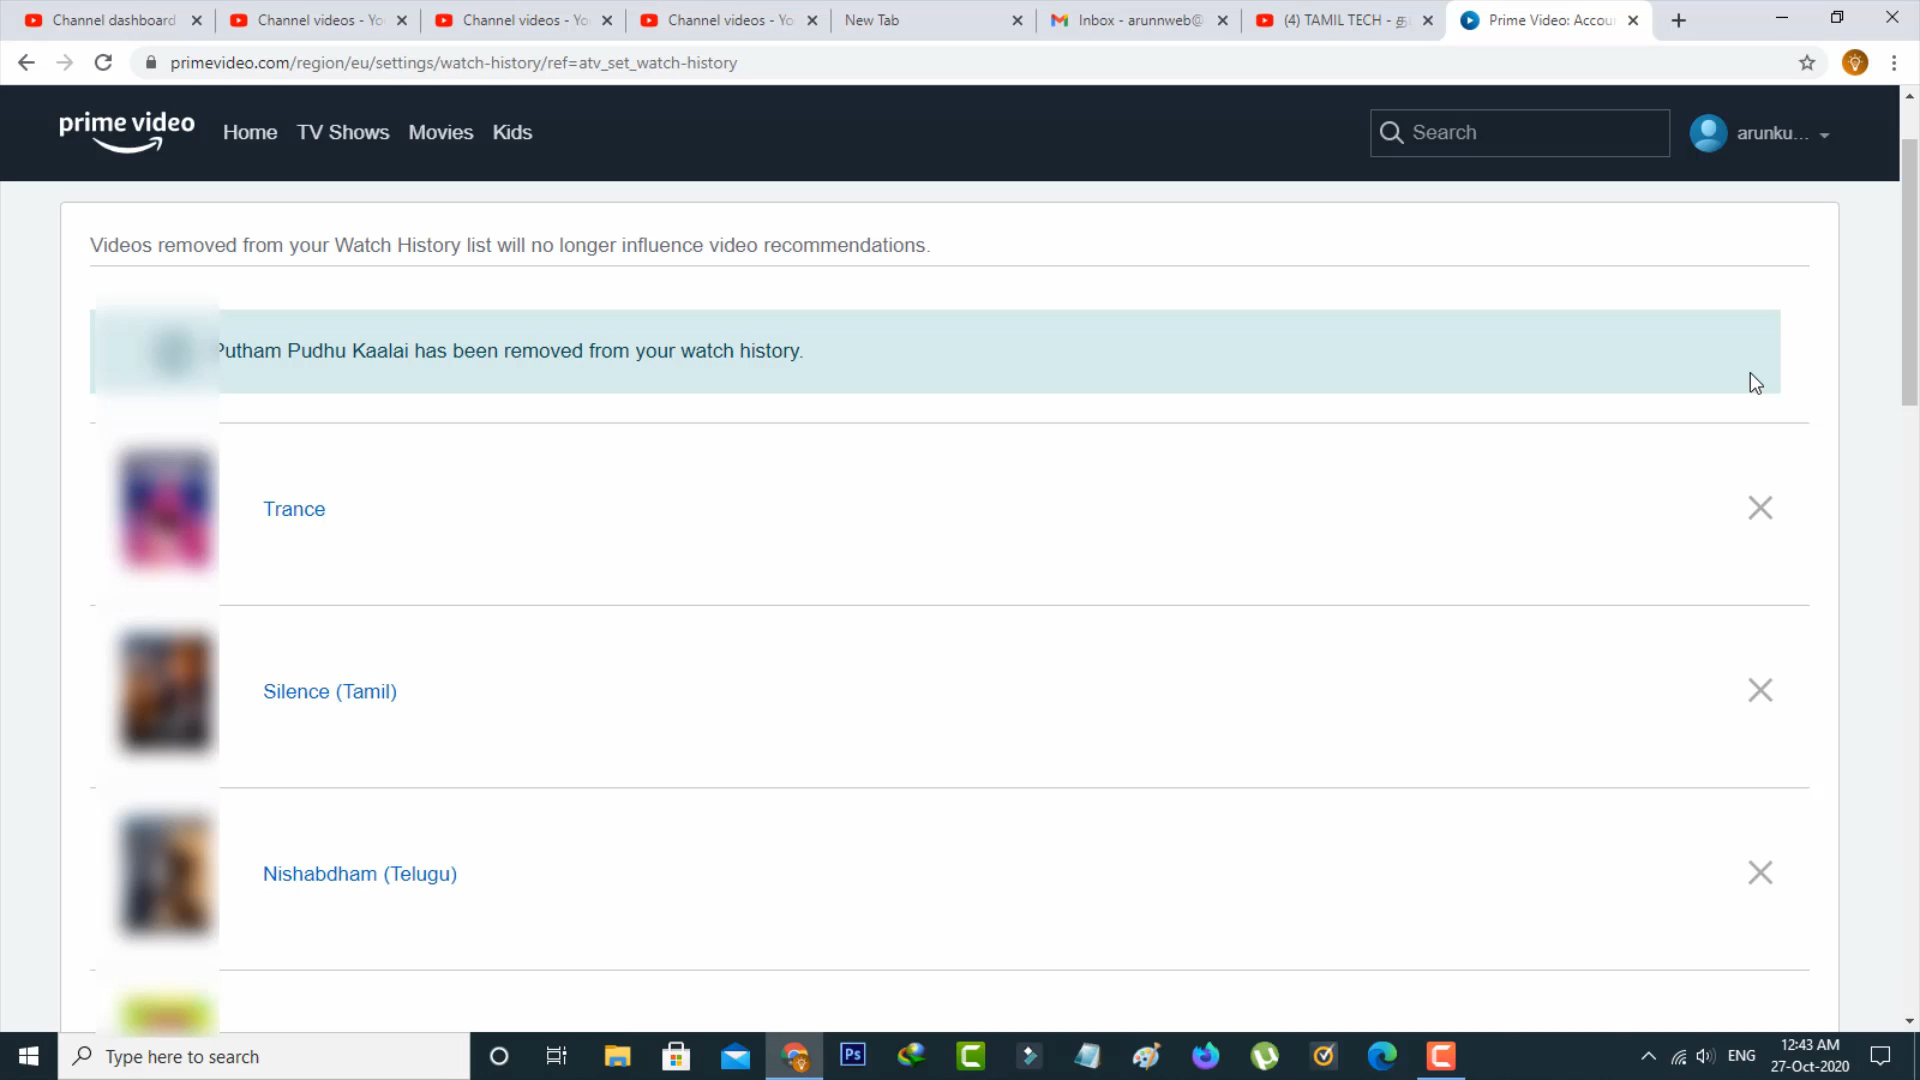 Channel dashboard
Channel videos - Yo
Channel videos - Yo
Channel videos - Yo
New Tab
Inbox - arunnweb@
(4) TAMIL TECH - தமி
Prime Video: Accou
primevideo.com/region/eu/settings/watch-history/ref=atv_set_watch-history
prime video
Home TV Shows Movies Kids
Search
arunku...
Videos removed from your Watch History list will no longer influence video recommendations.
Putham Pudhu Kaalai has been removed from your watch history.
Trance
Silence (Tamil)
Nishabdham (Telugu)
Type here to search
Ps
ENG
12:43 AM
27-Oct-2020